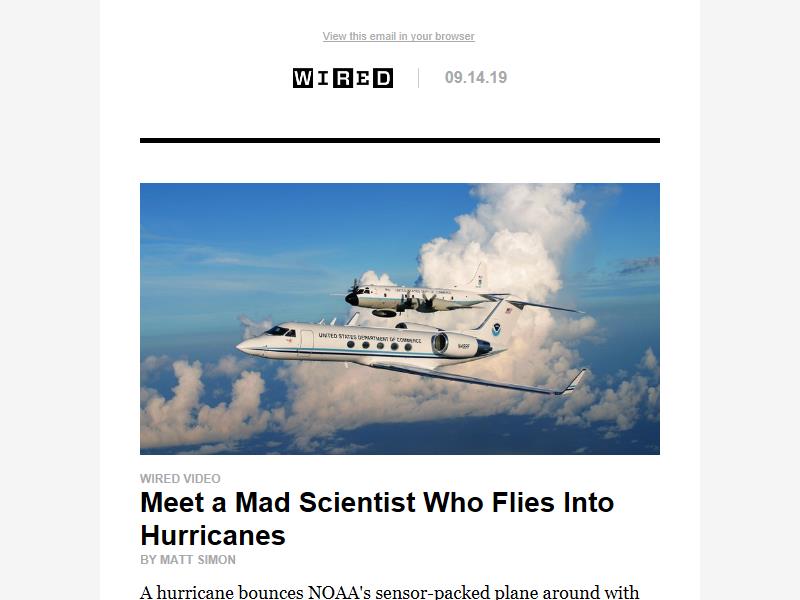 View this email in your browser
WIRED
09.14.19
UNITED STATES DEPARTMENT OF COMMERCE
WIRED VIDEO
Meet a Mad Scientist Who Flies Into
Hurricanes
BY MATT SIMON
A hurricane bounces NOAA's sensor-packed plane around with